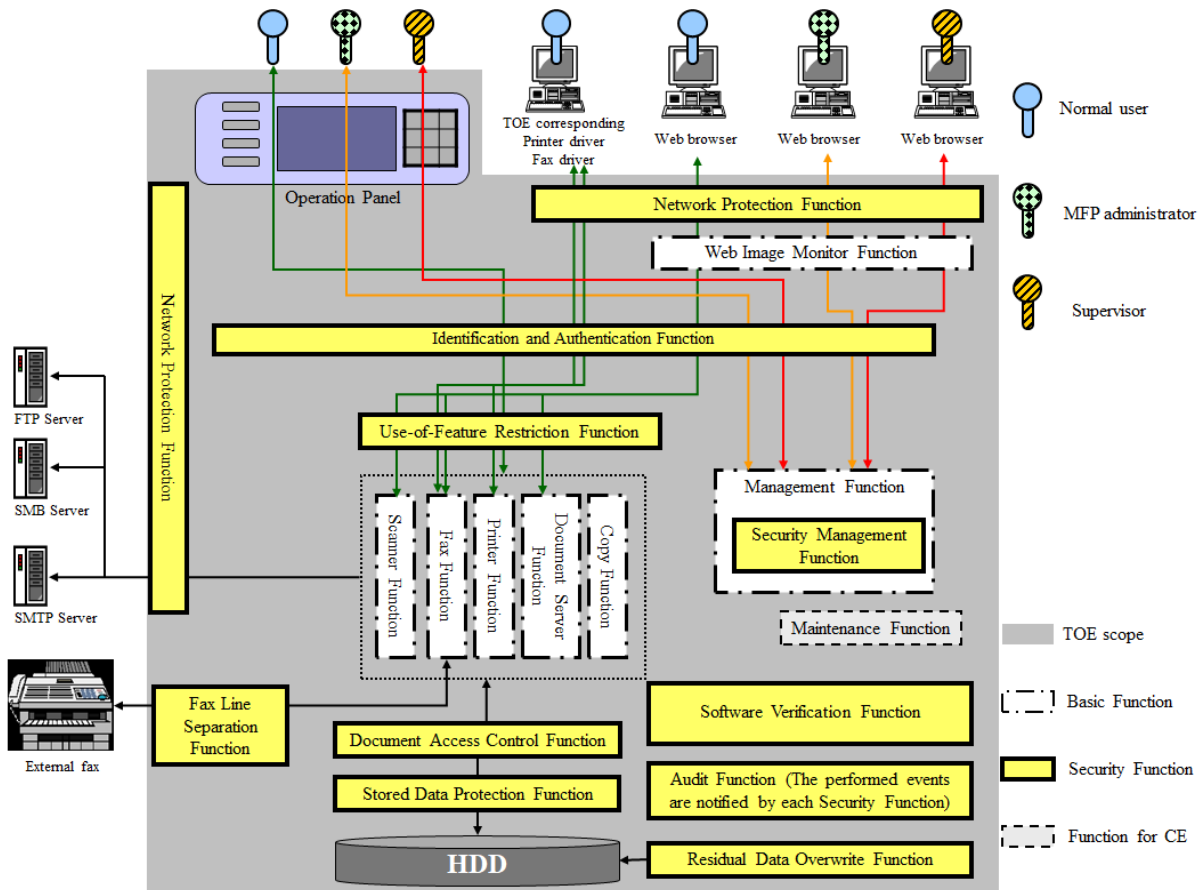 TOE corresponding
Printer driver
Fax driver
Web browser
Web browser
Web browser
Normal user
MFP administrator
Supervisor
Operation Panel
Network Protection Function
Web Image Monitor Function
Network Protection Function
Identification and Authentication Function
FTP Server
SMB Server
SMTP Server
Use-of-Feature Restriction Function
Scanner Function
Fax Function
Printer Function
Document Server
Function
Copy Function
Management Function
Security Management
Function
Maintenance Function
TOE scope
Basic Function
Security Function
Function for CE
External fax
Fax Line
Separation
Function
Document Access Control Function
Stored Data Protection Function
HDD
Software Verification Function
Audit Function (The performed events
are notified by each Security Function)
Residual Data Overwrite Function